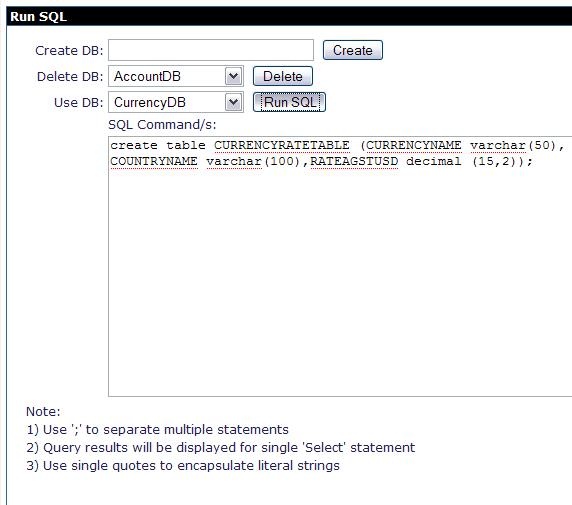 Run SQL
Create DB: Create
Delete DB: AccountDB Delete
Use DB: CurrencyDB Run SQL
SQL Command/s:
create table CURRENCYRATETABLE (CURRENCYNAME varchar(50),
COUNTRYNAME varchar(100),RATEAGSTUSD decimal (15,2));
Note:
1) Use ';' to separate multiple statements
2) Query results will be displayed for single 'Select' statement
3) Use single quotes to encapsulate literal strings